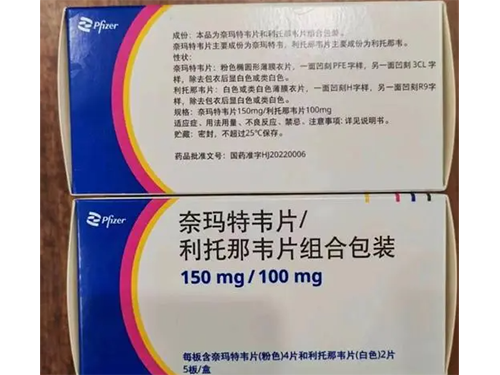 Pfizer
成份：本品为奈玛特韦片和利托那韦片组合包装。
奈玛特韦片主要成份为奈玛特韦，利托那韦片主要成份为利托那韦。
性状：
奈玛特韦片：粉色椭圆形薄膜衣片，一面凹刻PFE字样，另一面凹刻3CL字
样，除去包衣后显白色或类白色。
利托那韦片：白色或类白色薄膜衣片，一面凹刻H字样，另一面凹刻R9字
样，除去包衣后显白色或类白色。
规格：奈玛特韦片150mg/利托那韦片100mg
适应症、用法用量、不良反应、禁忌、注意事项：详见说明书。
贮藏：密封，不超过25℃保存。
药品批准文号：国药准字HJ20220006
Pfizer
奈玛特韦片/
利托那韦片组合包装
150 mg/100 mg
每板含奈玛特韦片(粉色)4片和利托那韦片(白色)2片
5板/盒